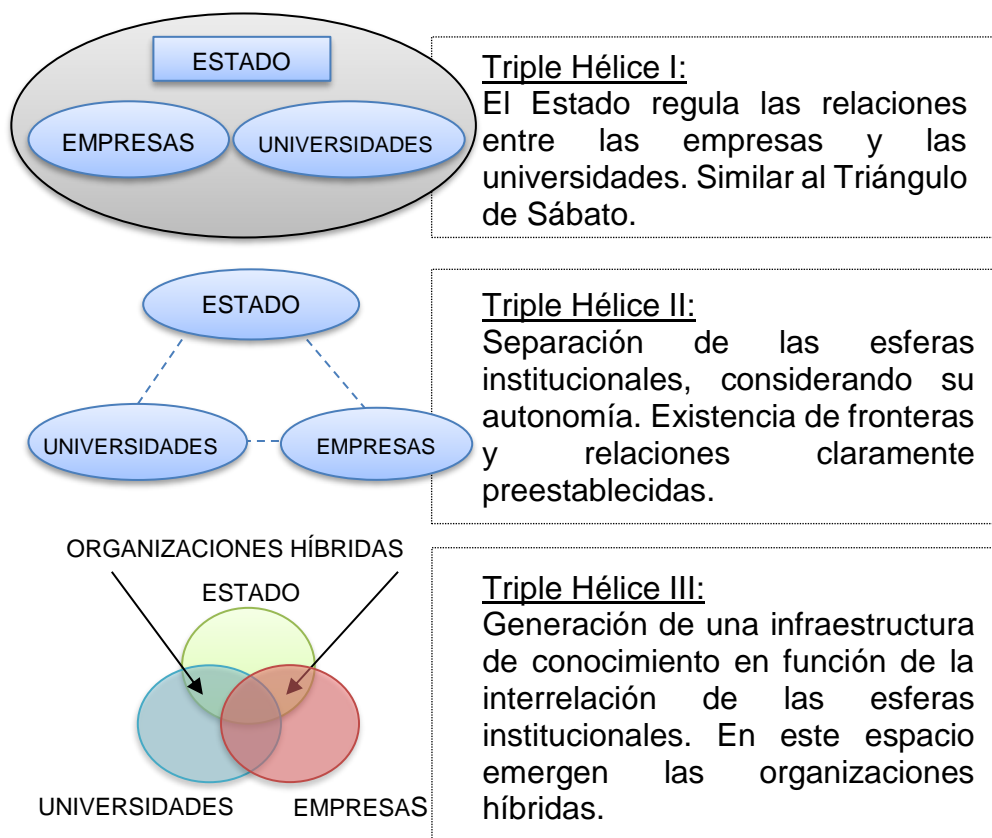 ESTADO
EMPRESAS
UNIVERSIDADES
Triple Hélice I:
El Estado regula las relaciones
entre las empresas y las
universidades. Similar al Triángulo
de Sábato.
ESTADO
UNIVERSIDADES
EMPRESAS
Triple Hélice II:
Separación de las esferas
institucionales, considerando su
autonomía. Existencia de fronteras
y relaciones claramente
preestablecidas.
ORGANIZACIONES HÍBRIDAS
ESTADO
UNIVERSIDADES
EMPRESAS
Triple Hélice III:
Generación de una infraestructura
de conocimiento en función de la
interrelación de las esferas
institucionales. En este espacio
emergen las organizaciones
híbridas.